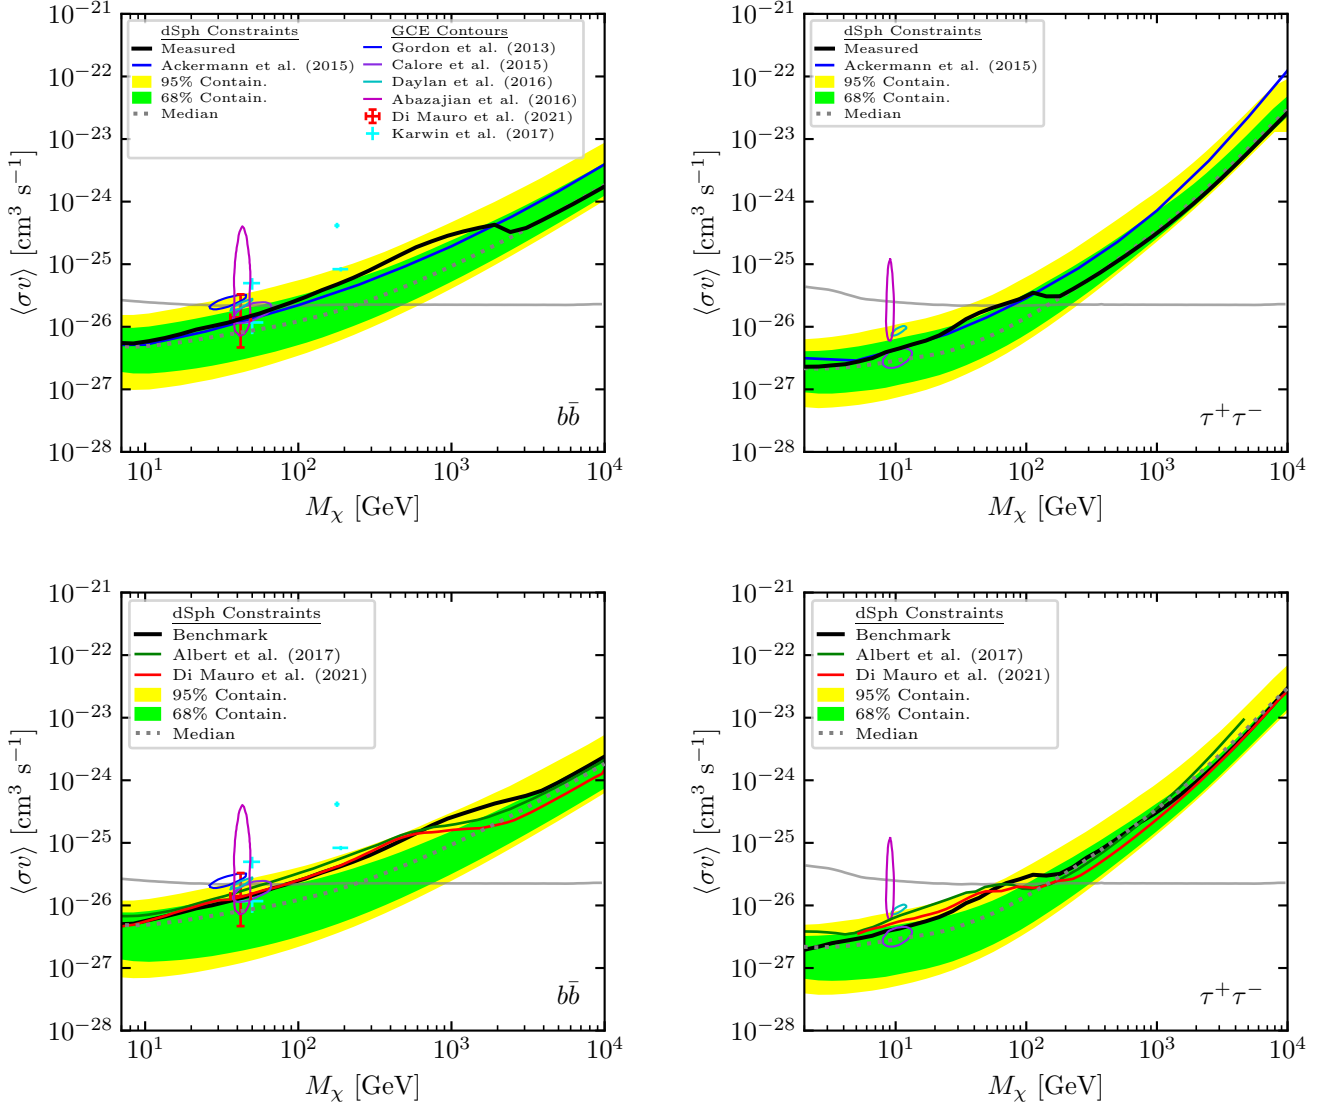 10^{-21}
10^{-22}
10^{-23}
10^{-24}
10^{-25}
10^{-26}
10^{-27}
10^{-28}
⟨σv⟩ [cm³ s⁻¹]
dSph Constraints
Measured
Ackermann et al. (2015)
95% Contain.
68% Contain.
Median
GCE Contours
Gordon et al. (2013)
Calore et al. (2015)
Daylan et al. (2016)
Abazajian et al. (2016)
Di Mauro et al. (2021)
Karwin et al. (2017)
bb̄
10^1 10^2 10^3 10^4
M_χ [GeV]
10^{-21}
10^{-22}
10^{-23}
10^{-24}
10^{-25}
10^{-26}
10^{-27}
10^{-28}
⟨σv⟩ [cm³ s⁻¹]
dSph Constraints
Measured
Ackermann et al. (2015)
95% Contain.
68% Contain.
Median
τ⁺τ⁻
10^1 10^2 10^3 10^4
M_χ [GeV]
10^{-21}
10^{-22}
10^{-23}
10^{-24}
10^{-25}
10^{-26}
10^{-27}
10^{-28}
⟨σv⟩ [cm³ s⁻¹]
dSph Constraints
Benchmark
Albert et al. (2017)
Di Mauro et al. (2021)
95% Contain.
68% Contain.
Median
bb̄
10^1 10^2 10^3 10^4
M_χ [GeV]
10^{-21}
10^{-22}
10^{-23}
10^{-24}
10^{-25}
10^{-26}
10^{-27}
10^{-28}
⟨σv⟩ [cm³ s⁻¹]
dSph Constraints
Benchmark
Albert et al. (2017)
Di Mauro et al. (2021)
95% Contain.
68% Contain.
Median
τ⁺τ⁻
10^1 10^2 10^3 10^4
M_χ [GeV]